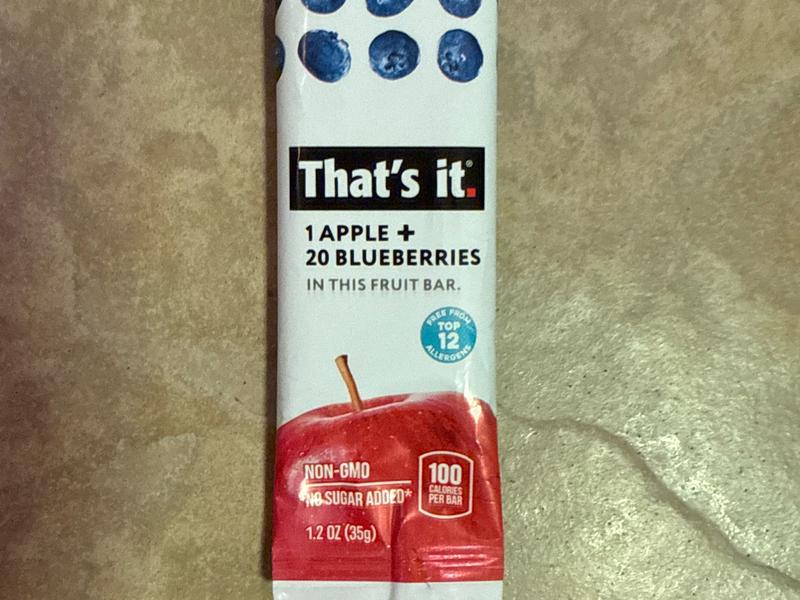 That's it.®
1 APPLE +
20 BLUEBERRIES
IN THIS FRUIT BAR.
FREE FROM
TOP
12
ALLERGENS
NON-GMO
*NO SUGAR ADDED*
100
CALORIES
PER BAR
1.2 OZ (35g)